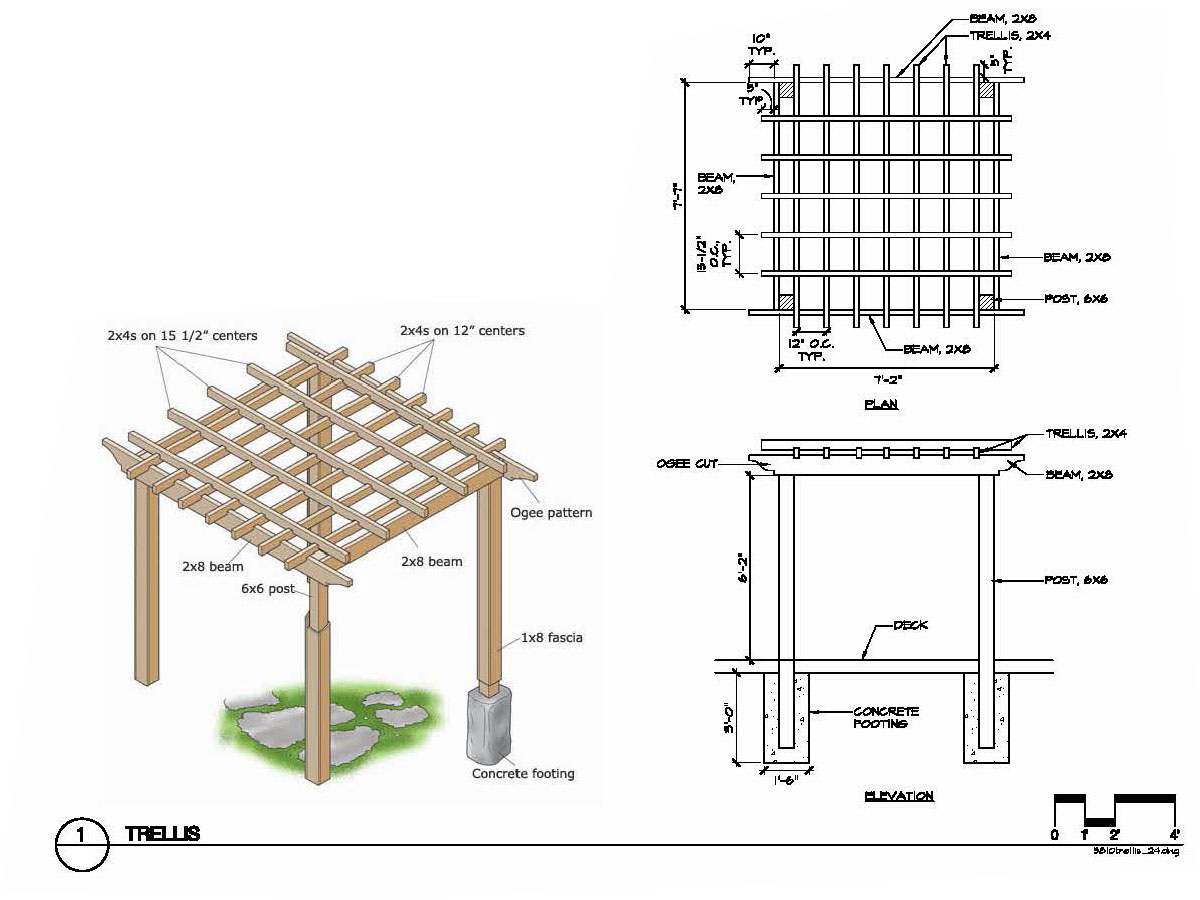 BEAM, 2X8
TRELLIS, 2X4
10"
TYP.
3"
TYP.
5"
TYP
BEAM,
2X8
7'-7"
15-1/2"
O.C.,
TYP.
BEAM, 2X8
POST, 6X6
12" O.C.
TYP.
BEAM, 2X8
7'-2"
PLAN
2x4s on 15 1/2” centers
2x4s on 12” centers
Ogee pattern
2x8 beam
2x8 beam
6x6 post
1x8 fascia
Concrete footing
TRELLIS, 2X4
OGEE CUT
BEAM, 2X8
6'-2"
POST, 6X6
DECK
3'-0"
CONCRETE
FOOTING
1'-6"
ELEVATION
1
TRELLIS
0 1' 2' 4'
3810trellis_24.dwg